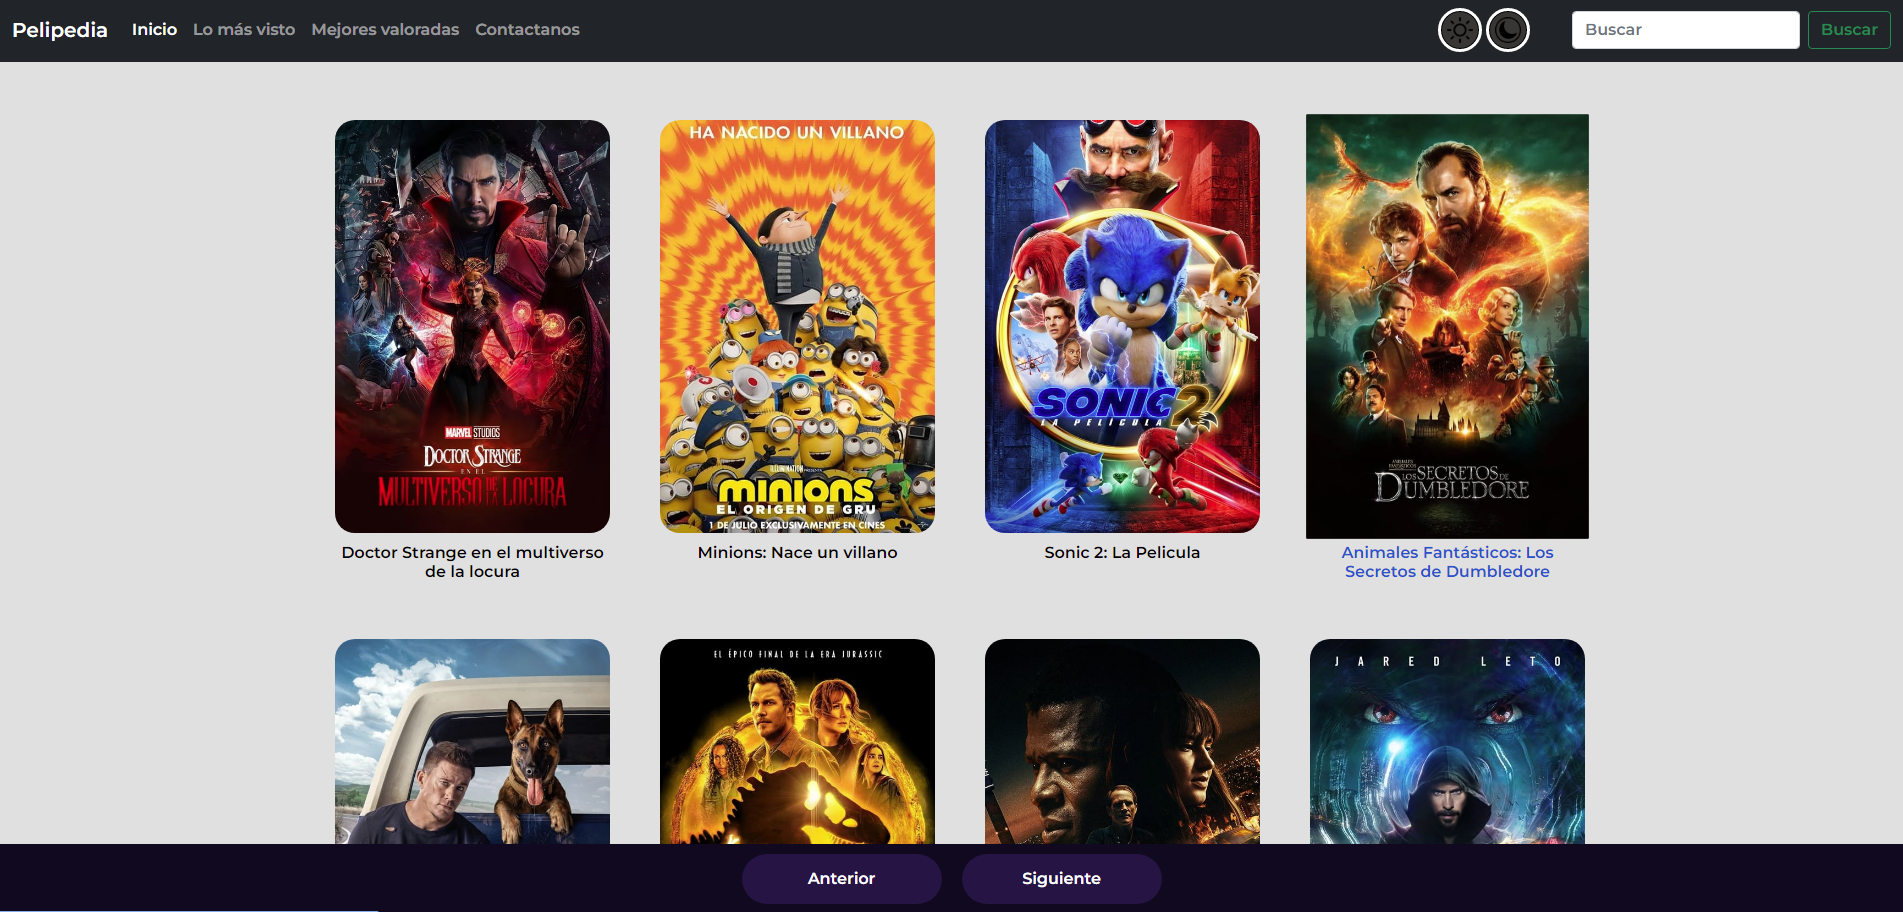 Pelipedia Inicio Lo más visto Mejores valoradas Contactanos Buscar Buscar
HA NACIDO UN VILLANO
MARVEL STUDIOS
DOCTOR STRANGE
EN EL
MULTIVERSO DE LA LOCURA
ILLUMINATION PRESENTA
MINIONS
EL ORIGEN DE GRU
1 DE JULIO EXCLUSIVAMENTE EN CINES
SONIC 2
LA PELICULA
ANIMALES
FANTÁSTICOS
LOS SECRETOS DE
DUMBLEDORE
Doctor Strange en el multiverso
de la locura
Minions: Nace un villano
Sonic 2: La Pelicula
Animales Fantásticos: Los
Secretos de Dumbledore
EL ÉPICO FINAL DE LA ERA JURASSIC
JARED LETO
Anterior Siguiente